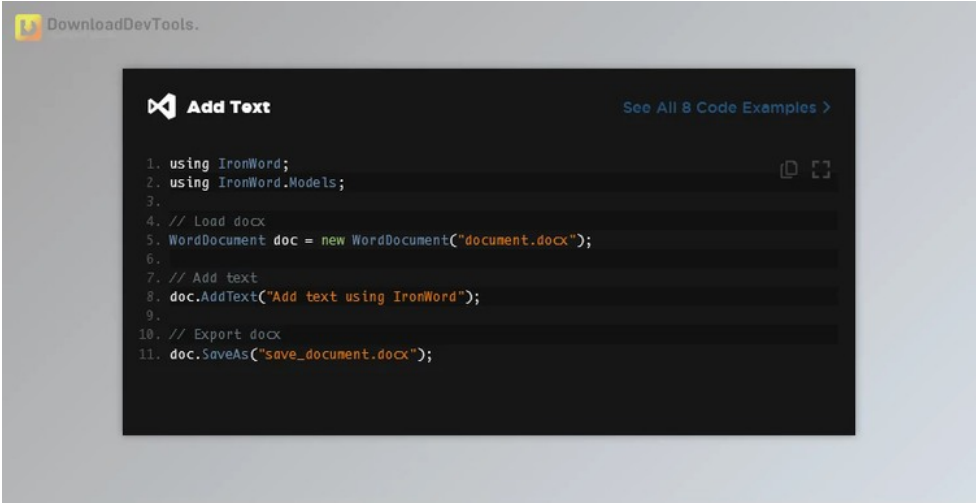 DownloadDevTools.
Add Text
See All 8 Code Examples >
1. using IronWord;
2. using IronWord.Models;
3.
4. // Load docx
5. WordDocument doc = new WordDocument("document.docx");
6.
7. // Add text
8. doc.AddText("Add text using IronWord");
9.
10. // Export docx
11. doc.SaveAs("save_document.docx");